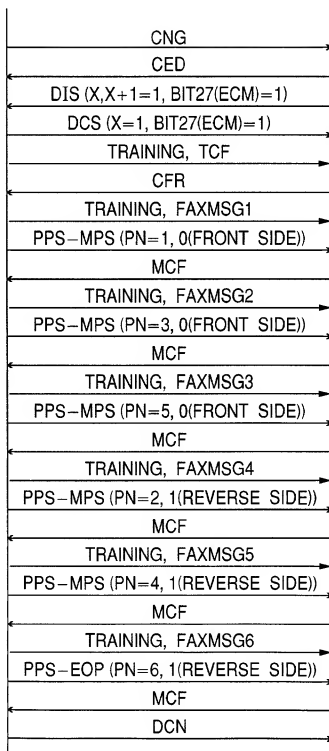 CNG
CED
DIS (X,X+1=1, BIT27(ECM)=1)
DCS (X=1, BIT27(ECM)=1)
TRAINING, TCF
CFR
TRAINING, FAXMSG1
PPS-MPS (PN=1, 0(FRONT SIDE))
MCF
TRAINING, FAXMSG2
PPS-MPS (PN=3, 0(FRONT SIDE))
MCF
TRAINING, FAXMSG3
PPS-MPS (PN=5, 0(FRONT SIDE))
MCF
TRAINING, FAXMSG4
PPS-MPS (PN=2, 1(REVERSE SIDE))
MCF
TRAINING, FAXMSG5
PPS-MPS (PN=4, 1(REVERSE SIDE))
MCF
TRAINING, FAXMSG6
PPS-EOP (PN=6, 1(REVERSE SIDE))
MCF
DCN